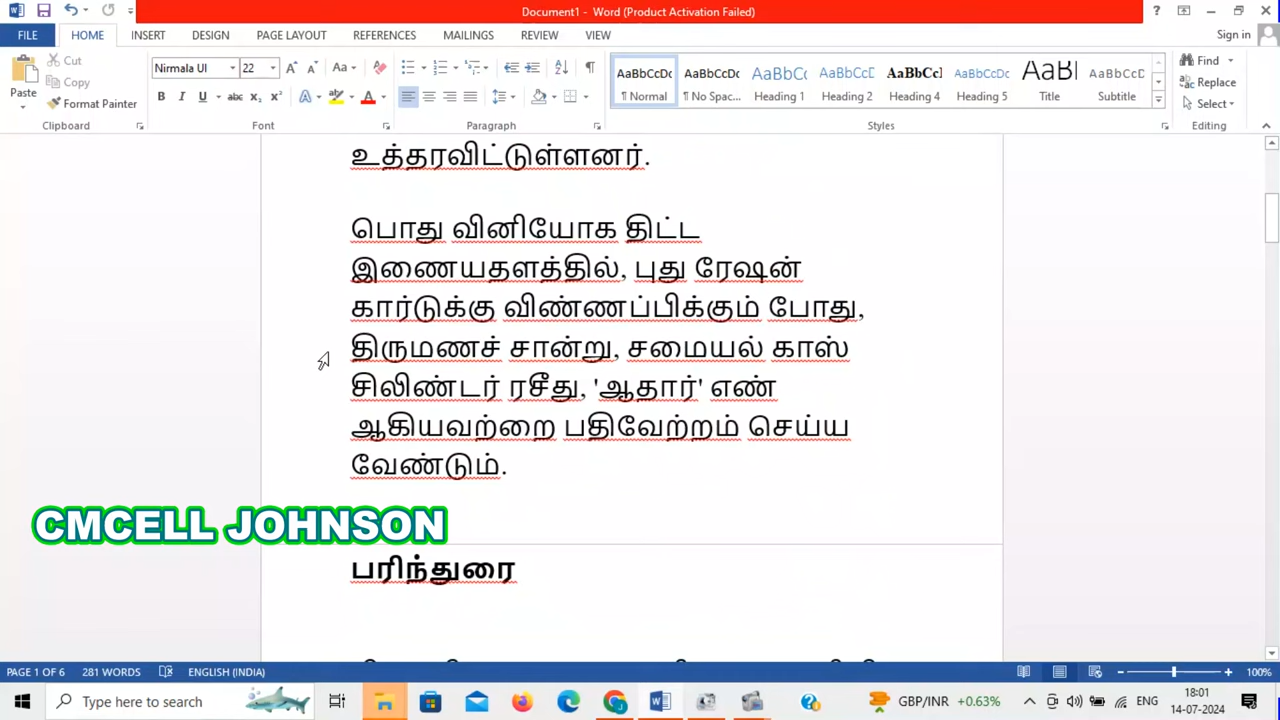 Document1 - Word (Product Activation Failed)
FILE HOME INSERT DESIGN PAGE LAYOUT REFERENCES MAILINGS REVIEW VIEW Sign in
Paste Cut Copy Format Painter
Nirmala UI 22
AaBbCcDc AaBbCcDc AaBbCc AaBbCcDc AaBbCcI AaBbCcDc AaBl AaBbCcDc
¶ Normal ¶ No Spac... Heading 1 Heading 2 Heading 4 Heading 5 Title Subtitle
Find Replace Select
Clipboard Font Paragraph Styles Editing
உத்தரவிட்டுள்ளனர்.
பொது வினியோக திட்ட
இணையதளத்தில், புது ரேஷன்
கார்டுக்கு விண்ணப்பிக்கும் போது,
திருமணச் சான்று, சமையல் காஸ்
சிலிண்டர் ரசீது, 'ஆதார்' எண்
ஆகியவற்றை பதிவேற்றம் செய்ய
வேண்டும்.
CMCELL JOHNSON
பரிந்துரை
PAGE 1 OF 6 281 WORDS ENGLISH (INDIA) 100%
Type here to search GBP/INR +0.63% ENG 18:01
14-07-2024